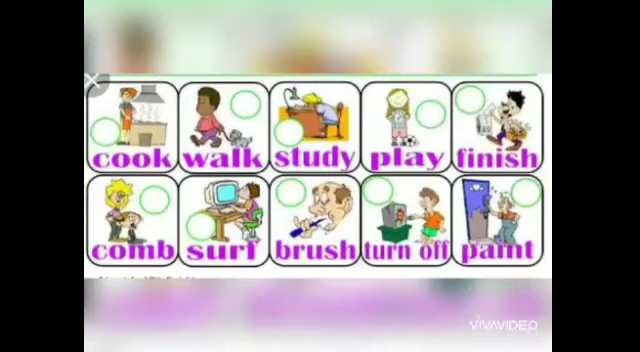 cook walk study play finish
comb surf brush turn off paint
VIVAVIDEO